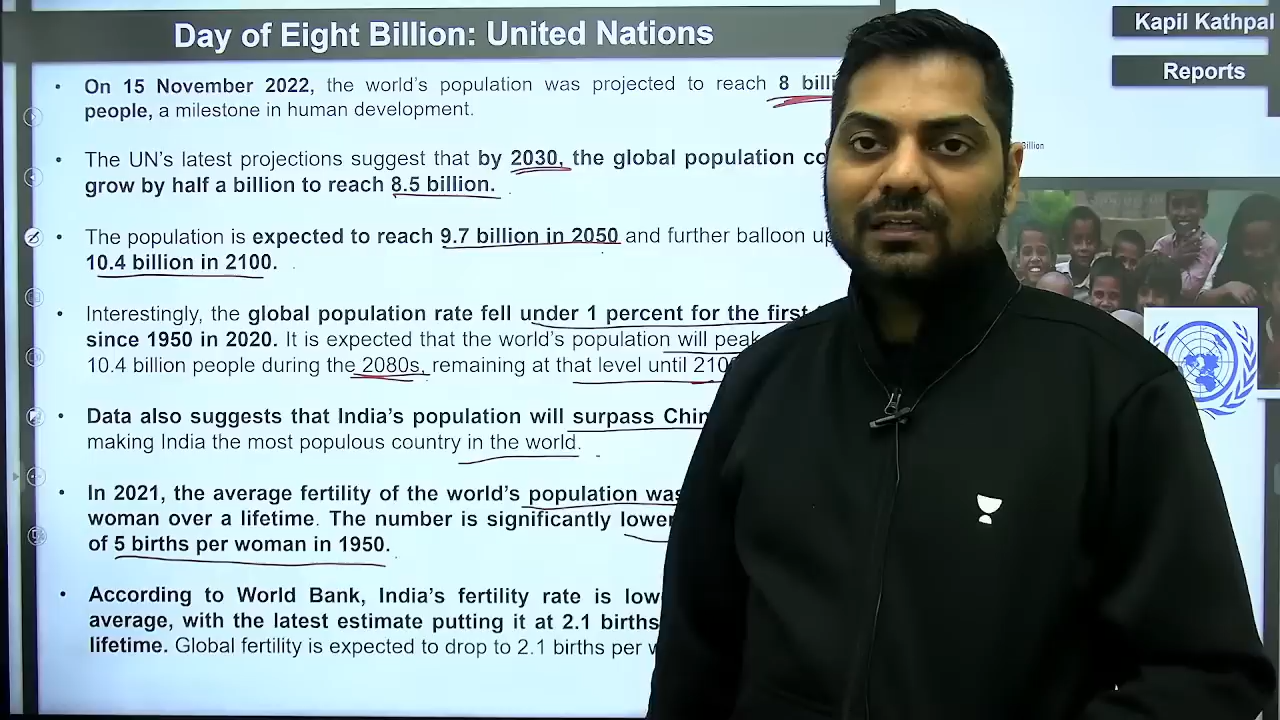 Day of Eight Billion: United Nations
Kapil Kathpal
Reports
• On 15 November 2022, the world's population was projected to reach 8 billi
people, a milestone in human development.
Billion
• The UN's latest projections suggest that by 2030, the global population co
grow by half a billion to reach 8.5 billion.
• The population is expected to reach 9.7 billion in 2050 and further balloon u
10.4 billion in 2100.
• Interestingly, the global population rate fell under 1 percent for the first
since 1950 in 2020. It is expected that the world's population will peak
10.4 billion people during the 2080s, remaining at that level until 210
• Data also suggests that India's population will surpass Chin
making India the most populous country in the world.
• In 2021, the average fertility of the world's population was
woman over a lifetime. The number is significantly lower
of 5 births per woman in 1950.
• According to World Bank, India's fertility rate is low
average, with the latest estimate putting it at 2.1 births
lifetime. Global fertility is expected to drop to 2.1 births per w